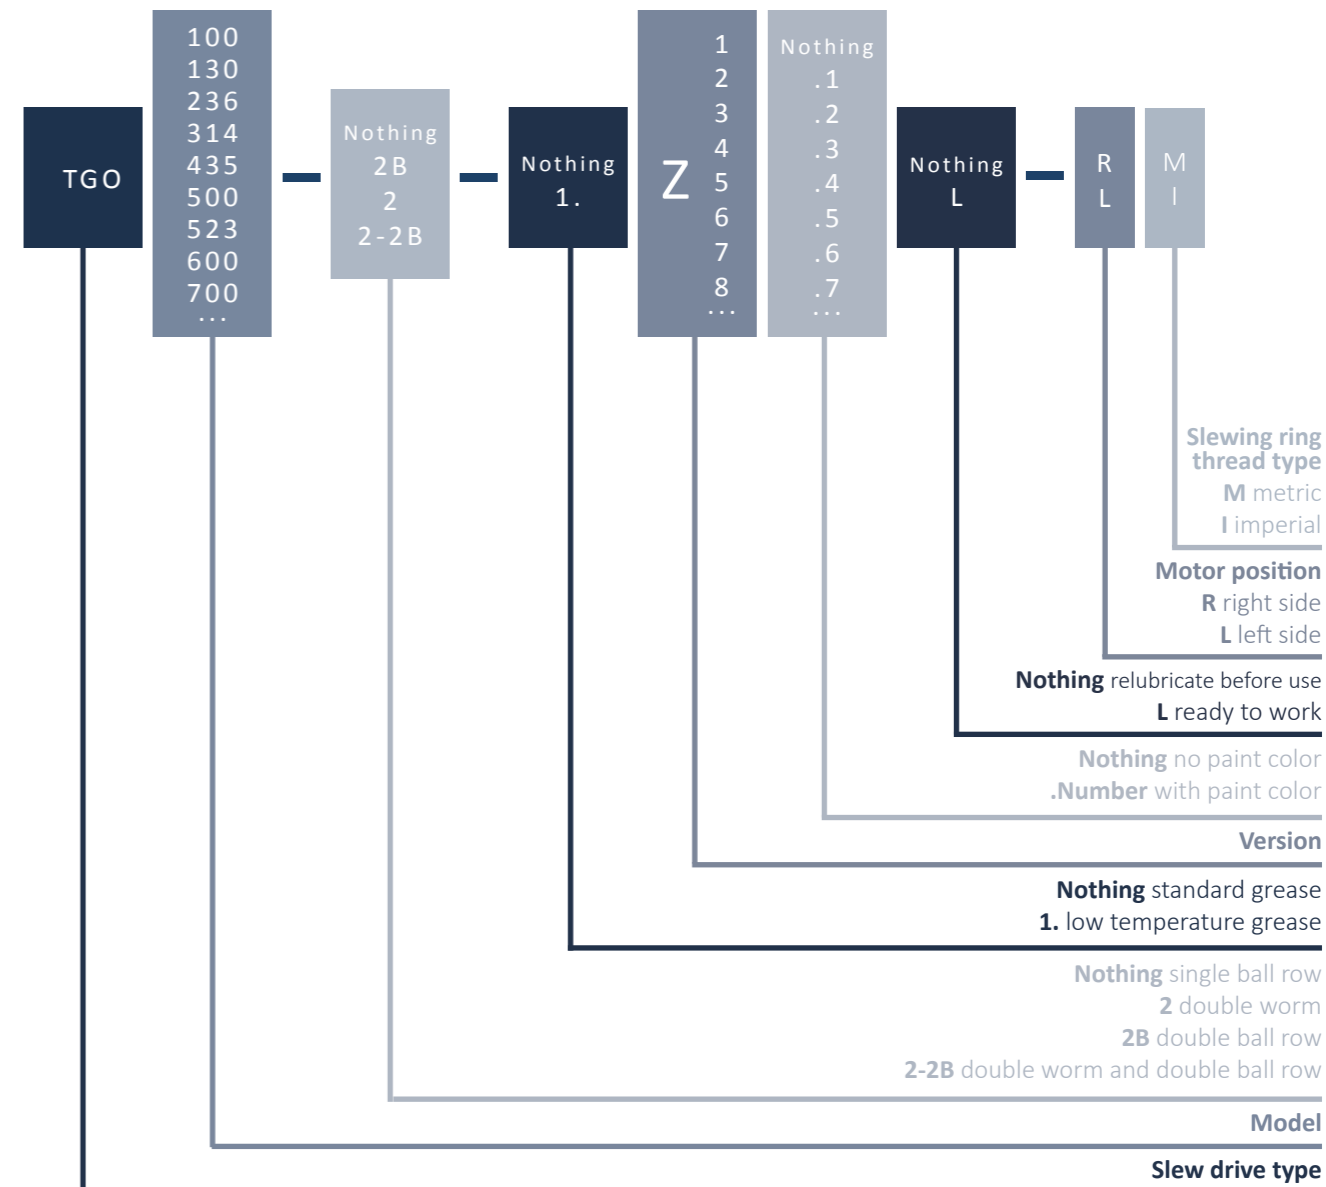 TGO
100
130
236
314
435
500
523
600
700
...
Nothing
2B
2
2-2B
Nothing
1.
Z
1
2
3
4
5
6
7
8
...
Nothing
.1
.2
.3
.4
.5
.6
.7
...
Nothing
L
R
L
M
I
Slewing ring
thread type
M metric
I imperial
Motor position
R right side
L left side
Nothing relubricate before use
L ready to work
Nothing no paint color
.Number with paint color
Version
Nothing standard grease
1. low temperature grease
Nothing single ball row
2 double worm
2B double ball row
2-2B double worm and double ball row
Model
Slew drive type